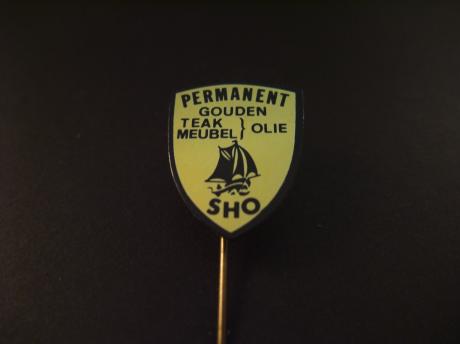 PERMANENT
GOUDEN
TEAK } OLIE
MEUBEL
SHO